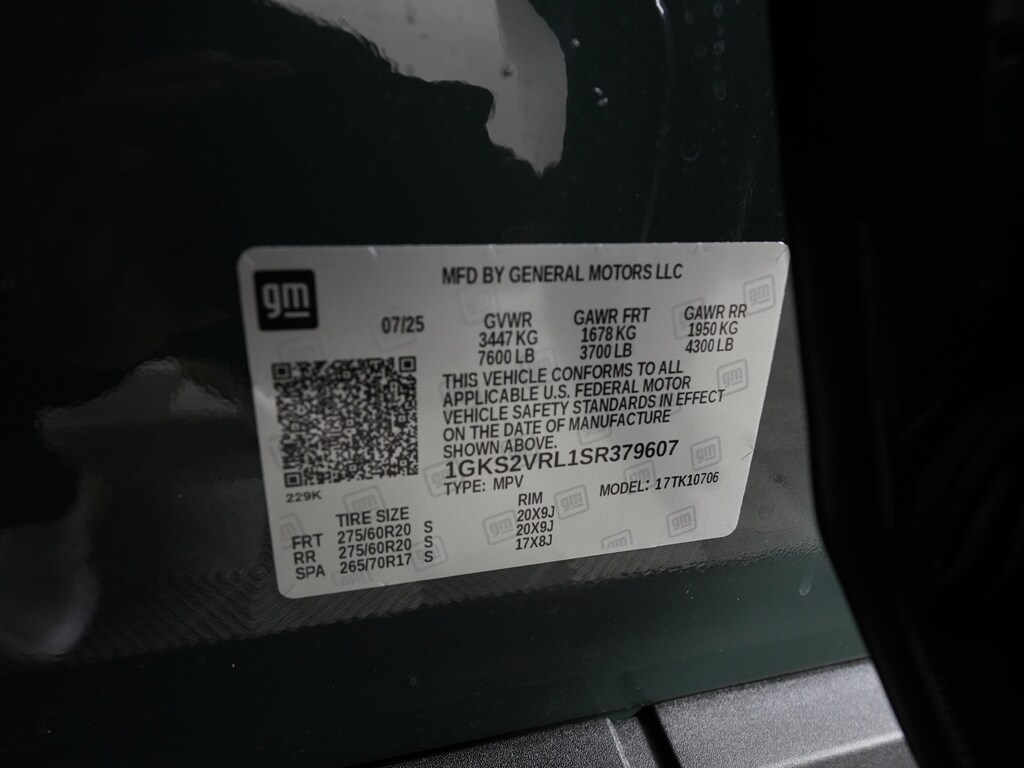 gm
MFD BY GENERAL MOTORS LLC
07/25
GVWR GAWR FRT GAWR RR
3447 KG 1678 KG 1950 KG
7600 LB 3700 LB 4300 LB
THIS VEHICLE CONFORMS TO ALL
APPLICABLE U.S. FEDERAL MOTOR
VEHICLE SAFETY STANDARDS IN EFFECT
ON THE DATE OF MANUFACTURE
SHOWN ABOVE.
1GKS2VRL1SR379607
TYPE: MPV MODEL: 17TK10706
229K
TIRE SIZE RIM
FRT 275/60R20 S 20X9J
RR 275/60R20 S 20X9J
SPA 265/70R17 S 17X8J